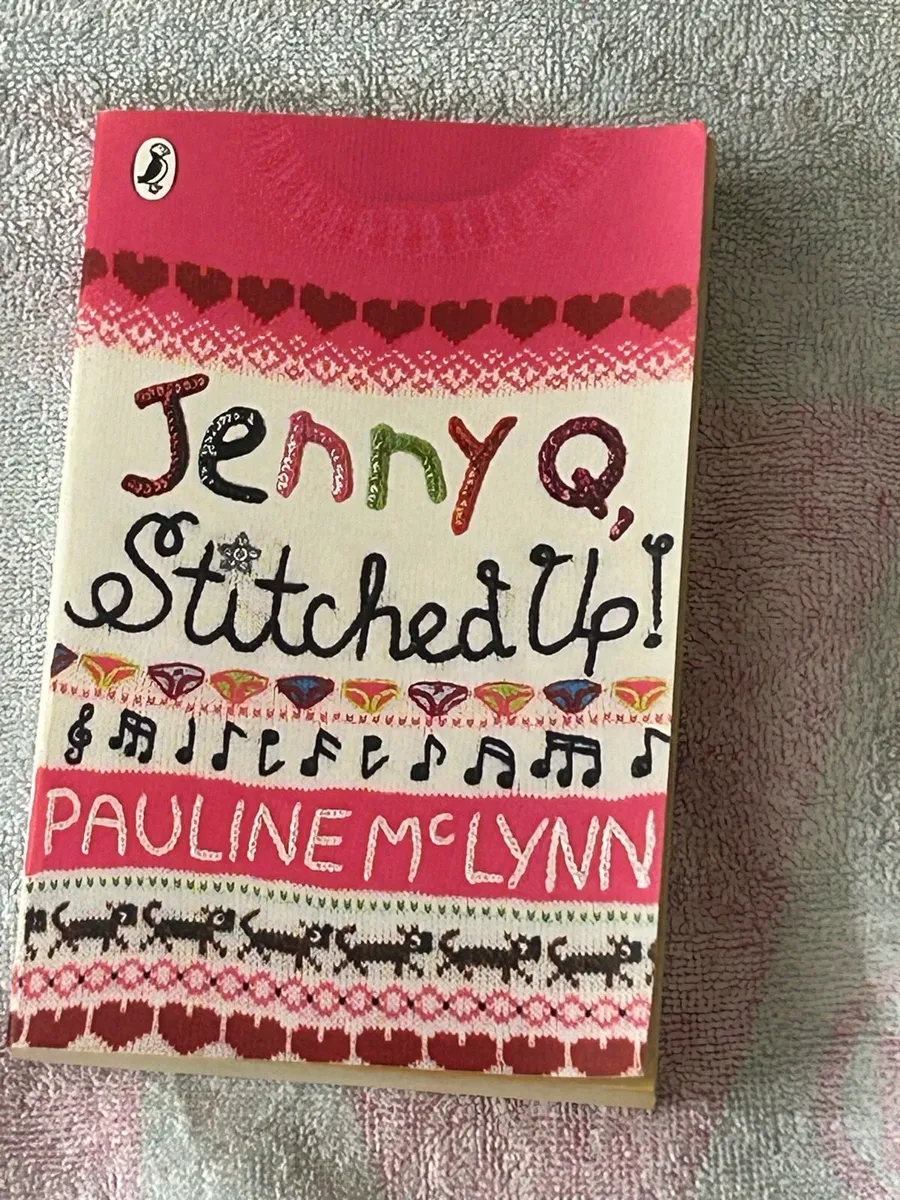 Jenny Q,
Stitched Up!
PAULINE McLYNN